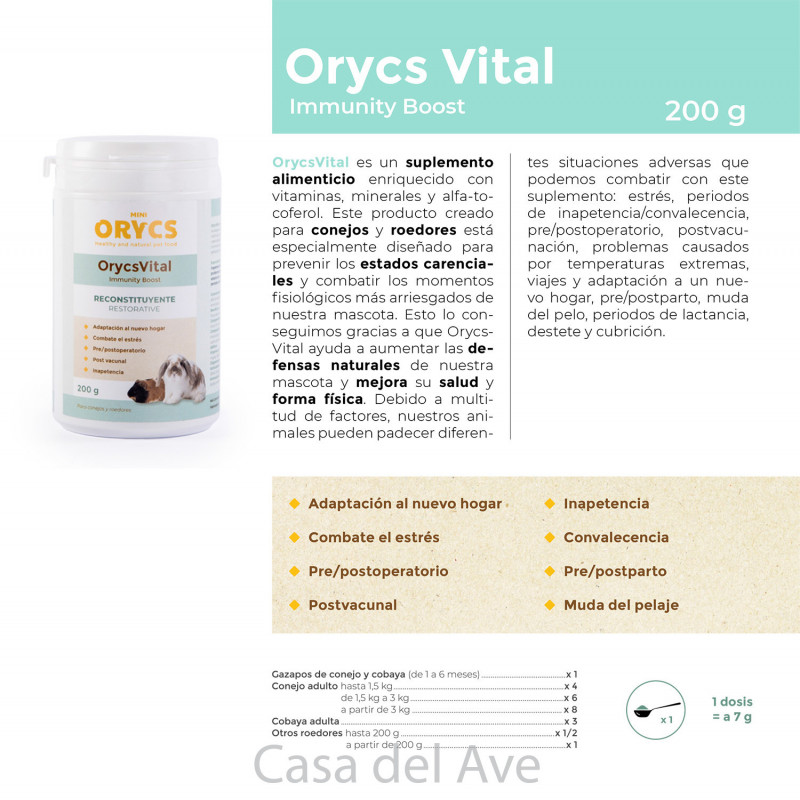 Orycs Vital
Immunity Boost
200 g
MINI
ORYCS
Healthy and natural pet food
OrycsVital
Immunity Boost
RECONSTITUYENTE
RESTORATIVE
Adaptación al nuevo hogar
Combate el estrés
Pre/postoperatorio
Post vacunal
Inapetencia
200 g
Para conejos y roedores
OrycsVital es un suplemento
alimenticio enriquecido con
vitaminas, minerales y alfa-to-
coferol. Este producto creado
para conejos y roedores está
especialmente diseñado para
prevenir los estados carencia-
les y combatir los momentos
fisiológicos más arriesgados de
nuestra mascota. Esto lo con-
seguimos gracias a que Orycs-
Vital ayuda a aumentar las de-
fensas naturales de nuestra
mascota y mejora su salud y
forma física. Debido a multi-
tud de factores, nuestros ani-
males pueden padecer diferen-
tes situaciones adversas que
podemos combatir con este
suplemento: estrés, periodos
de inapetencia/convalecencia,
pre/postoperatorio, postvacu-
nación, problemas causados
por temperaturas extremas,
viajes y adaptación a un nue-
vo hogar, pre/postparto, muda
del pelo, periodos de lactancia,
destete y cubrición.
Adaptación al nuevo hogar
Combate el estrés
Pre/postoperatorio
Postvacunal
Inapetencia
Convalecencia
Pre/postparto
Muda del pelaje
Gazapos de conejo y cobaya (de 1 a 6 meses) x 1
Conejo adulto hasta 1,5 kg x 4
de 1,5 kg a 3 kg x 6
a partir de 3 kg x 8
Cobaya adulta x 3
Otros roedores hasta 200 g x 1/2
a partir de 200 g x 1
x 1
1 dosis
= a 7 g
Casa del Ave